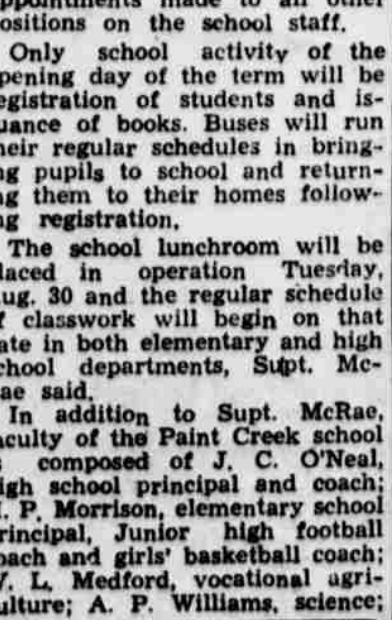 appointments made to all other
ositions on the school staff.
Only school activity of the
pening day of the term will be
egistration of students and is-
uance of books. Buses will run
heir regular schedules in bring-
ng pupils to school and return-
ng them to their homes follow-
ng registration.
The school lunchroom will be
laced in operation Tuesday,
ug. 30 and the regular schedule
f classwork will begin on that
ate in both elementary and high
chool departments, Supt. Mc-
ae said.
In addition to Supt. McRae,
aculty of the Paint Creek school
s composed of J. C. O'Neal,
igh school principal and coach;
. P. Morrison, elementary school
rincipal, Junior high football
oach and girls' basketball coach;
. L. Medford, vocational agri-
ulture; A. P. Williams, science;